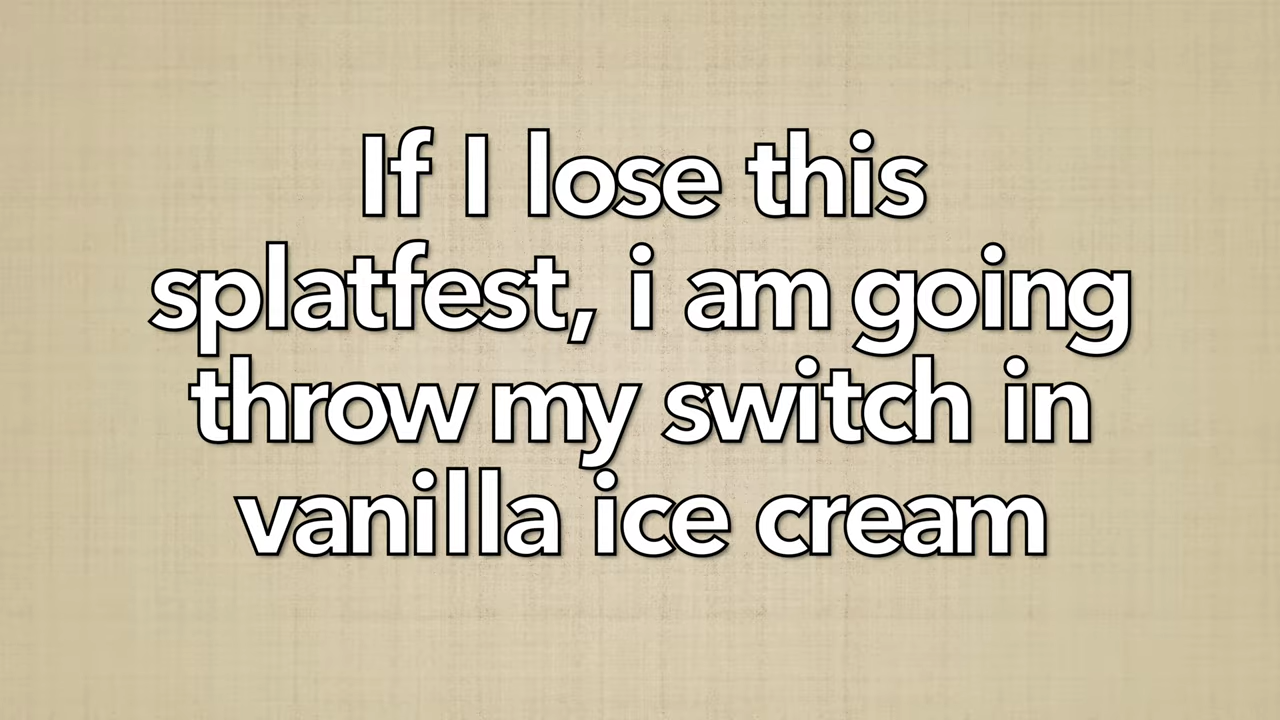 If I lose this
splatfest, i am going
throw my switch in
vanilla ice cream